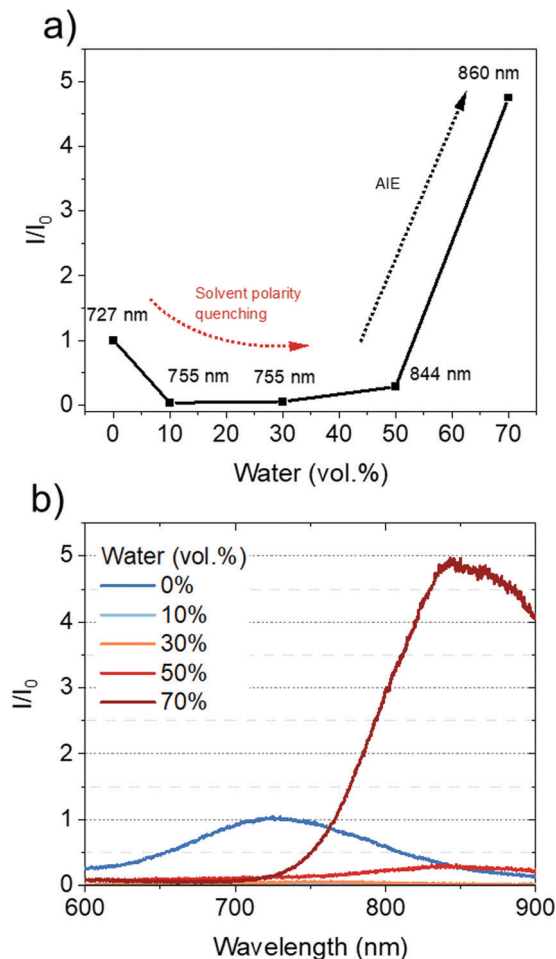 a)
5
4
3
2
1
0
I/I0
860 nm
AIE
Solvent polarity
quenching
727 nm
755 nm
755 nm
844 nm
0 10 20 30 40 50 60 70
Water (vol.%)
b)
5
4
3
2
1
0
I/I0
Water (vol.%)
0%
10%
30%
50%
70%
600 700 800 900
Wavelength (nm)